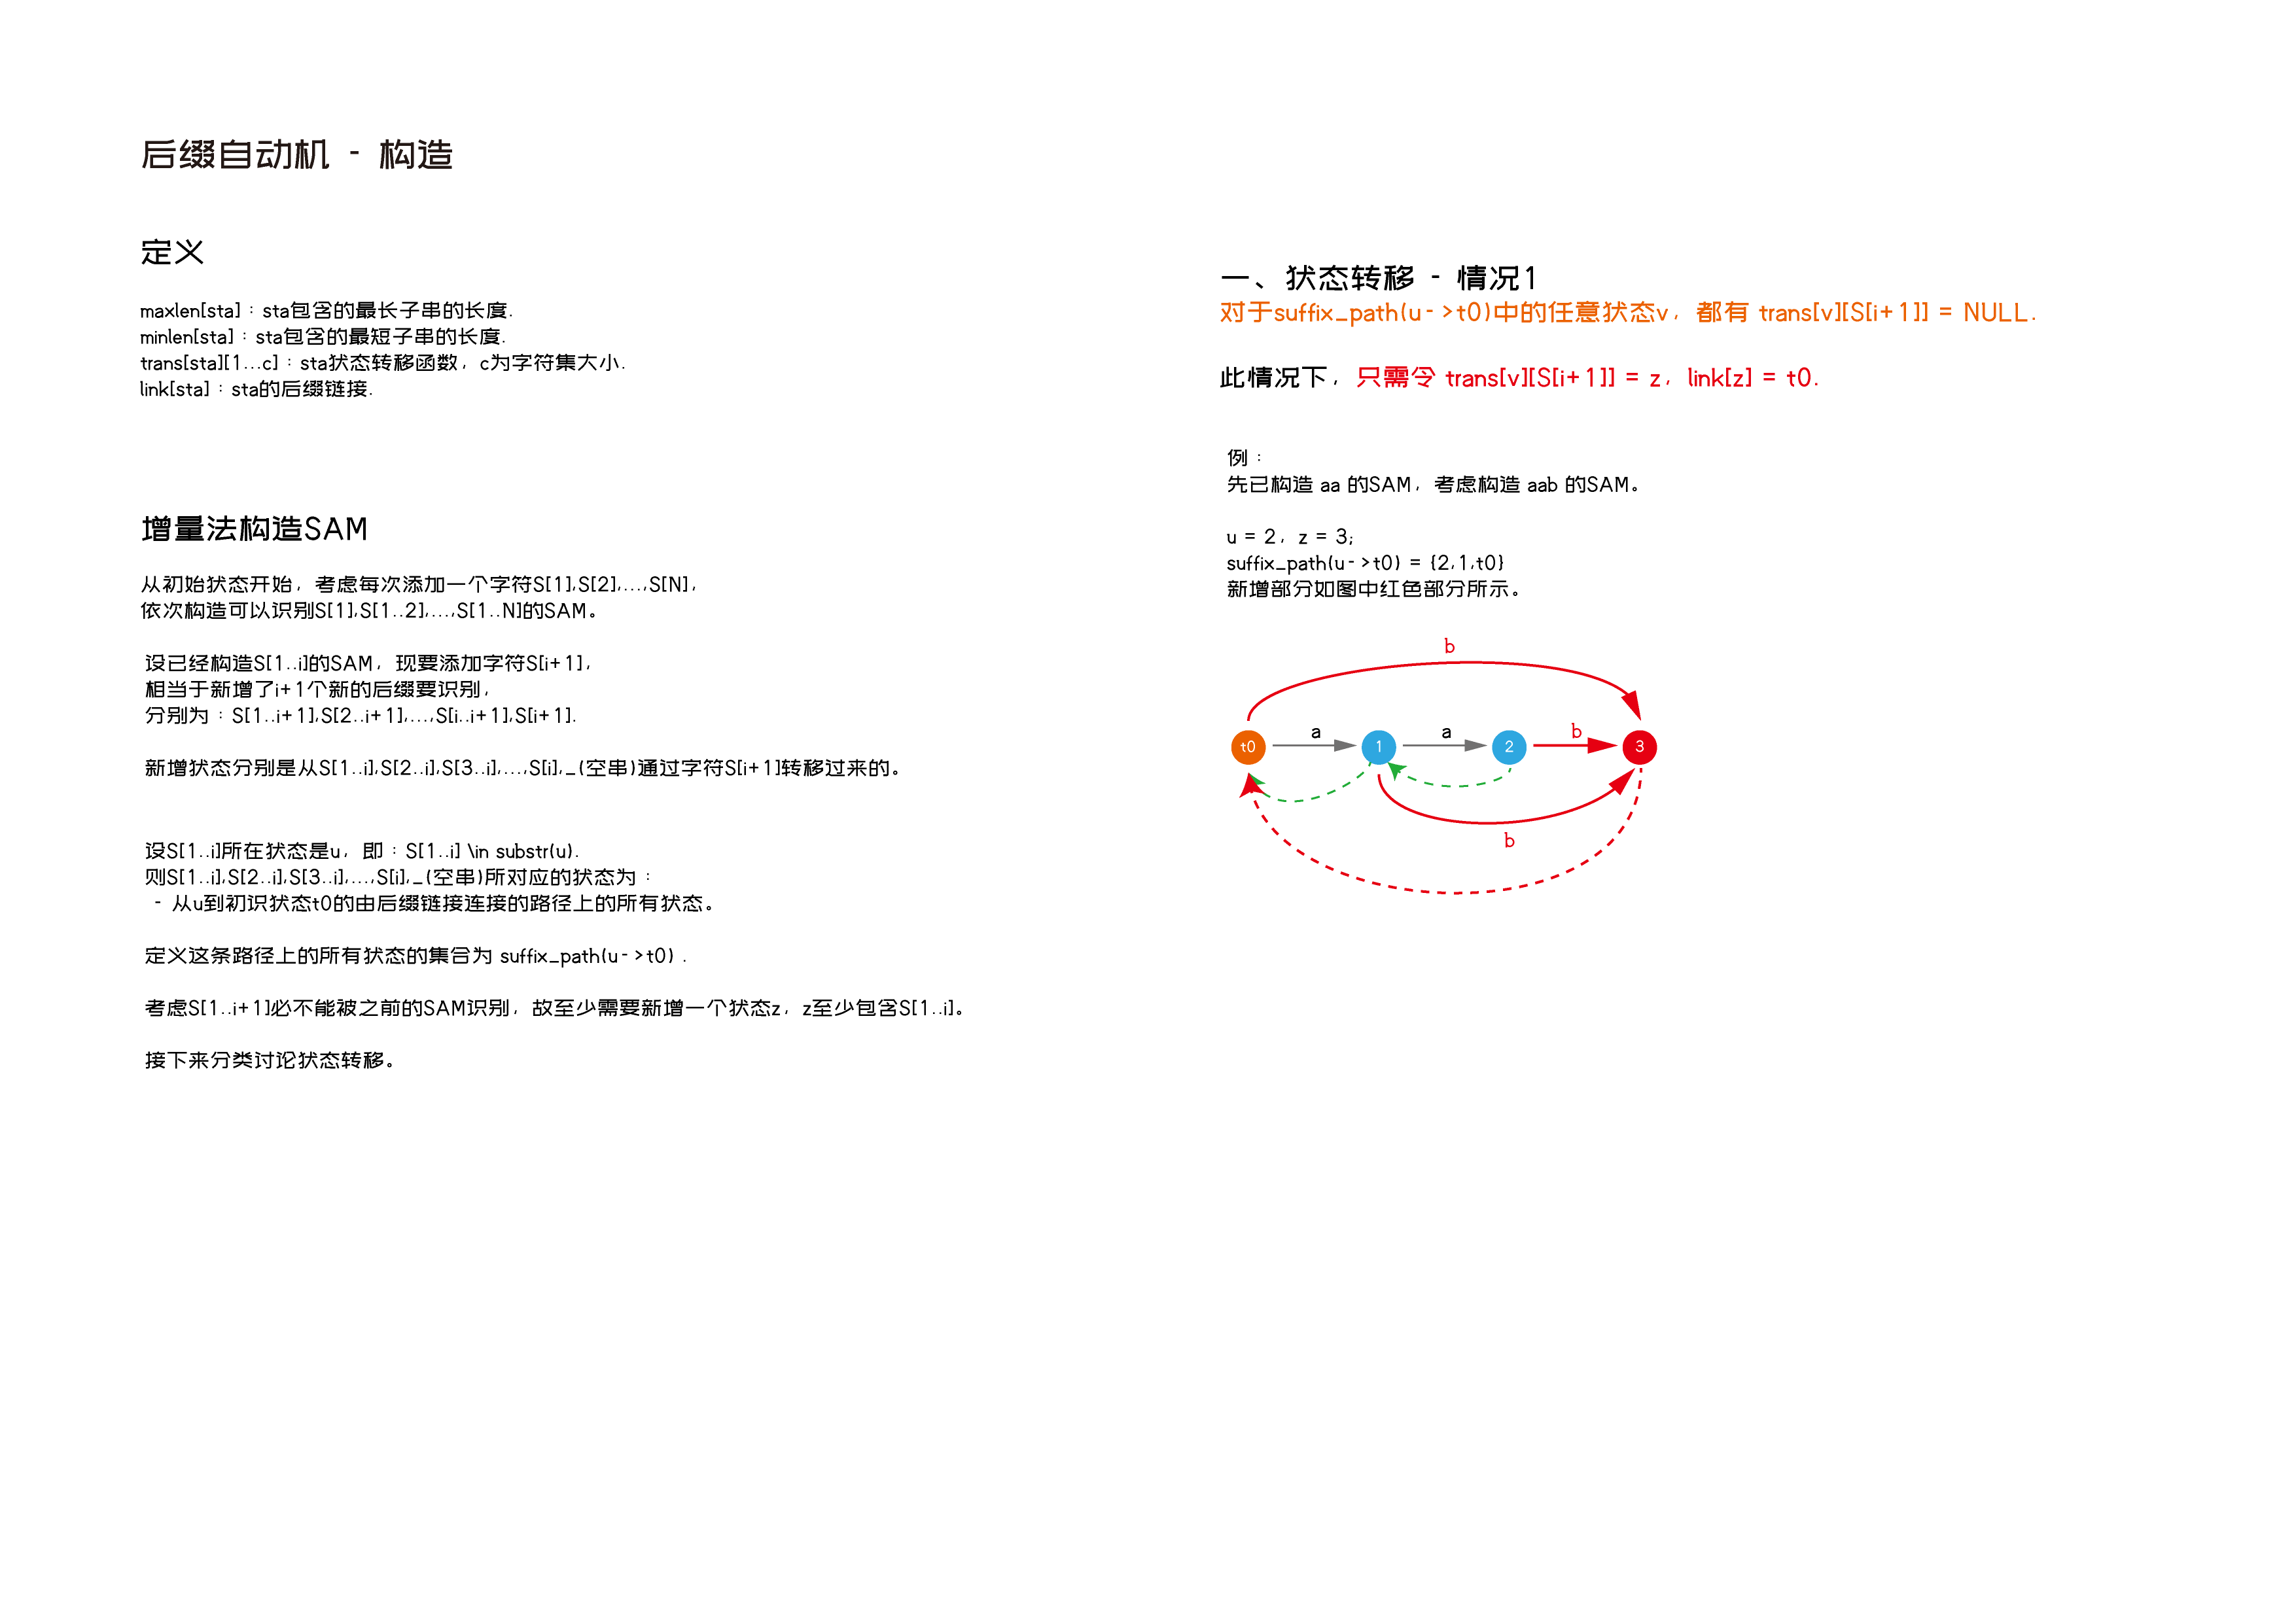 后缀自动机 - 构造
定义
maxlen[sta]：sta包含的最长子串的长度.
minlen[sta]：sta包含的最短子串的长度.
trans[sta][1...c]：sta状态转移函数，c为字符集大小.
link[sta]：sta的后缀链接.
增量法构造SAM
从初始状态开始，考虑每次添加一个字符S[1],S[2],...,S[N]，
依次构造可以识别S[1],S[1..2],...,S[1..N]的SAM。
设已经构造S[1..i]的SAM，现要添加字符S[i+1]，
相当于新增了i+1个新的后缀要识别，
分别为：S[1..i+1],S[2..i+1],...,S[i..i+1],S[i+1].
新增状态分别是从S[1..i],S[2..i],S[3..i],...,S[i],_(空串)通过字符S[i+1]转移过来的。
设S[1..i]所在状态是u，即：S[1..i] \in substr(u).
则S[1..i],S[2..i],S[3..i],...,S[i],_(空串)所对应的状态为：
- 从u到初识状态t0的由后缀链接连接的路径上的所有状态。
定义这条路径上的所有状态的集合为 suffix_path(u->t0) .
考虑S[1..i+1]必不能被之前的SAM识别，故至少需要新增一个状态z，z至少包含S[1..i]。
接下来分类讨论状态转移。
一、状态转移 - 情况1
对于suffix_path(u->t0)中的任意状态v，都有 trans[v][S[i+1]] = NULL.
此情况下，只需令 trans[v][S[i+1]] = z，link[z] = t0.
例：
先已构造 aa 的SAM，考虑构造 aab 的SAM。
u = 2，z = 3;
suffix_path(u->t0) = {2,1,t0}
新增部分如图中红色部分所示。
b
a
a
b
t0
1
2
3
b